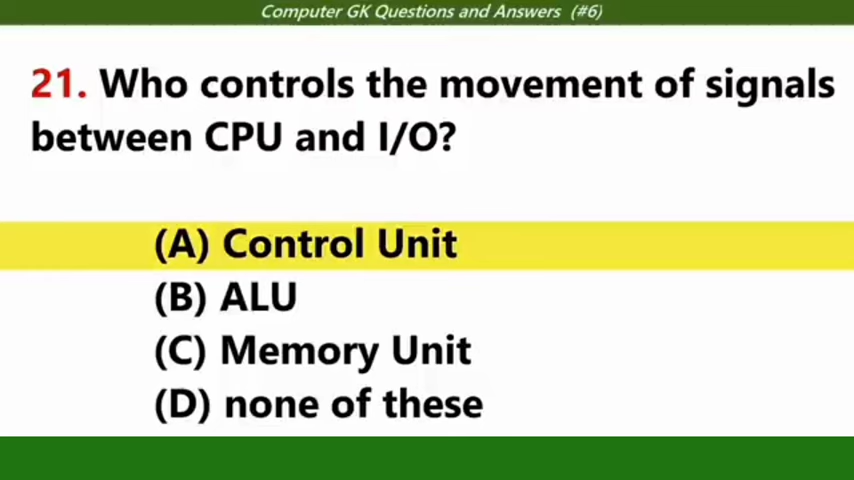 Computer GK Questions and Answers (#6)
21. Who controls the movement of signals
between CPU and I/O?
(A) Control Unit
(B) ALU
(C) Memory Unit
(D) none of these